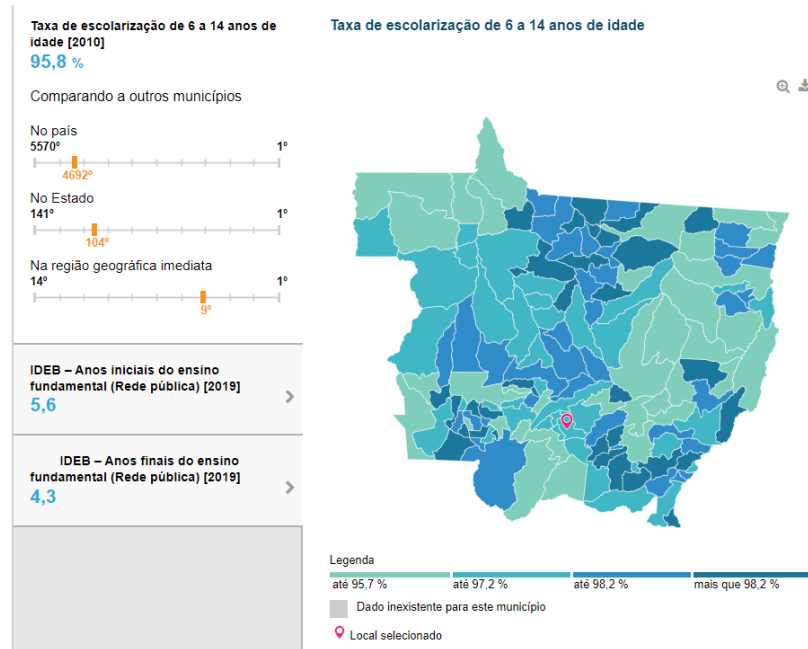 Taxa de escolarização de 6 a 14 anos de
idade [2010]
95,8 %
Comparando a outros municípios
No país
5570º 1º
4692º
No Estado
141º 1º
104º
Na região geográfica imediata
14º 1º
9º
IDEB – Anos iniciais do ensino
fundamental (Rede pública) [2019]
5,6
IDEB – Anos finais do ensino
fundamental (Rede pública) [2019]
4,3
Taxa de escolarização de 6 a 14 anos de idade
Legenda
até 95,7 % até 97,2 % até 98,2 % mais que 98,2 %
Dado inexistente para este município
Local selecionado